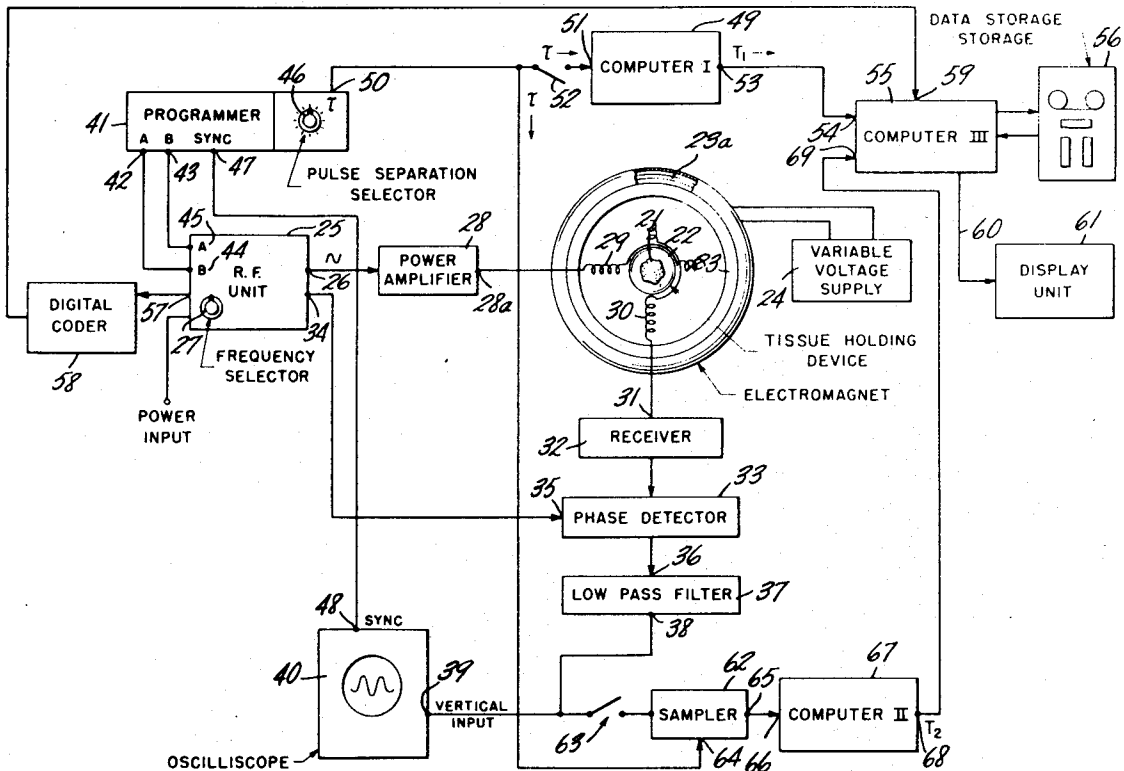 DATA STORAGE
STORAGE
56
49
50
τ
51
COMPUTER I
T₁
53
52
τ
55
59
54
COMPUTER III
69
46
τ
PROGRAMMER
41
A B SYNC
42
43
47
PULSE SEPARATION
SELECTOR
23a
21
22
29
23
30
45
25
A
44
B
R.F.
UNIT
26
57
27
34
28
POWER
AMPLIFIER
28a
VARIABLE
VOLTAGE
SUPPLY
24
60
61
DISPLAY
UNIT
DIGITAL
CODER
58
FREQUENCY
SELECTOR
POWER
INPUT
TISSUE HOLDING
DEVICE
ELECTROMAGNET
31
RECEIVER
32
33
35
PHASE DETECTOR
36
LOW PASS FILTER
37
38
48
SYNC
40
39
VERTICAL
INPUT
OSCILLISCOPE
63
62
65
SAMPLER
64
66
67
COMPUTER II
T₂
68